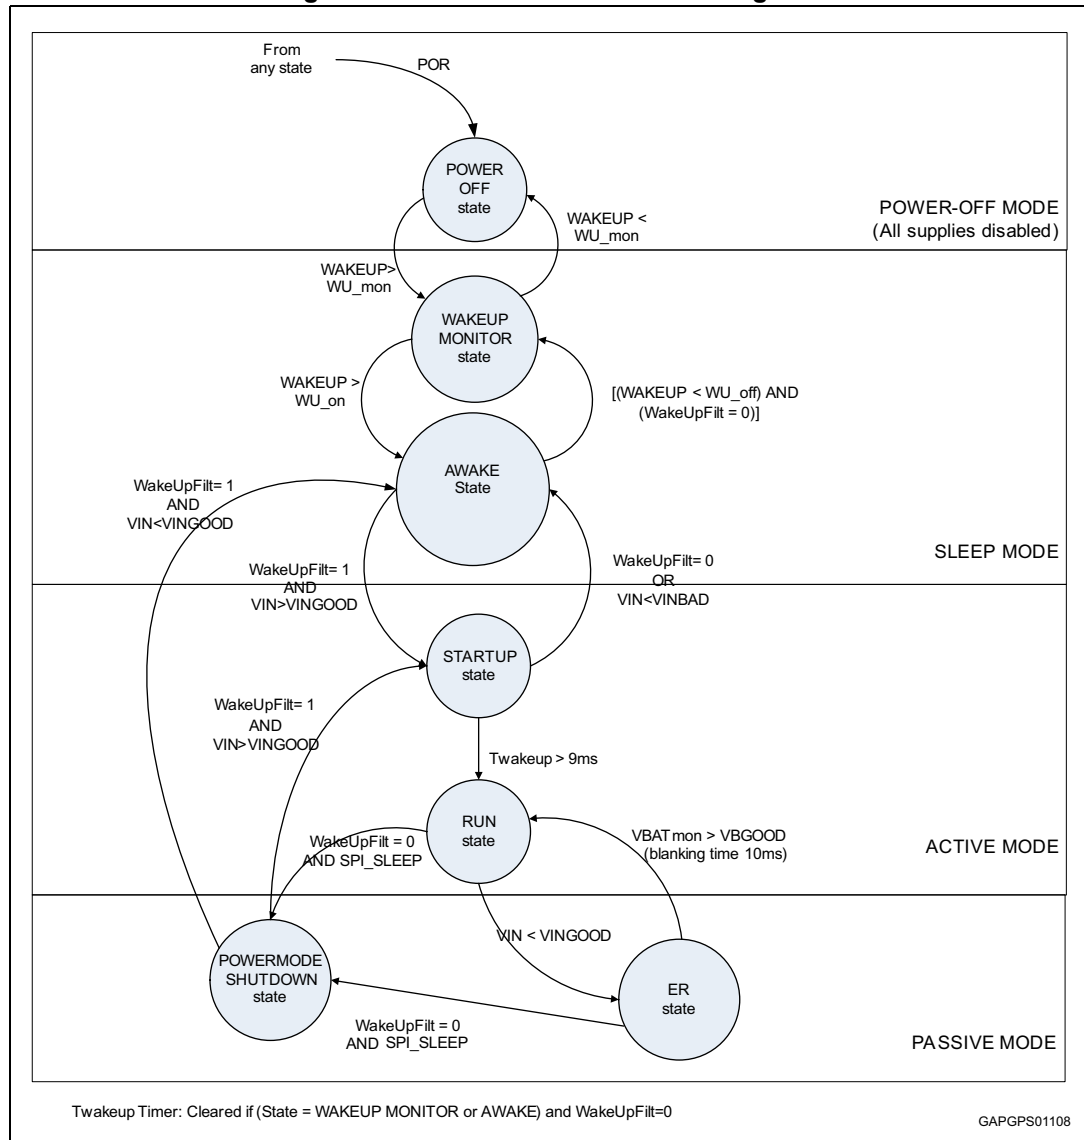 From
any state
POR
POWER
OFF
state
POWER-OFF MODE
(All supplies disabled)
WAKEUP <
WU_mon
WAKEUP>
WU_mon
WAKEUP
MONITOR
state
WAKEUP >
WU_on
[(WAKEUP < WU_off) AND
(WakeUpFilt = 0)]
AWAKE
State
WakeUpFilt= 1
AND
VIN<VINGOOD
SLEEP MODE
WakeUpFilt= 1
AND
VIN>VINGOOD
WakeUpFilt= 0
OR
VIN<VINBAD
STARTUP
state
WakeUpFilt= 1
AND
VIN>VINGOOD
Twakeup > 9ms
RUN
state
VBATmon > VBGOOD
(blanking time 10ms)
WakeUpFilt = 0
AND SPI_SLEEP
ACTIVE MODE
VIN < VINGOOD
POWERMODE
SHUTDOWN
state
ER
state
WakeUpFilt = 0
AND SPI_SLEEP
PASSIVE MODE
Twakeup Timer: Cleared if (State = WAKEUP MONITOR or AWAKE) and WakeUpFilt=0
GAPGPS01108